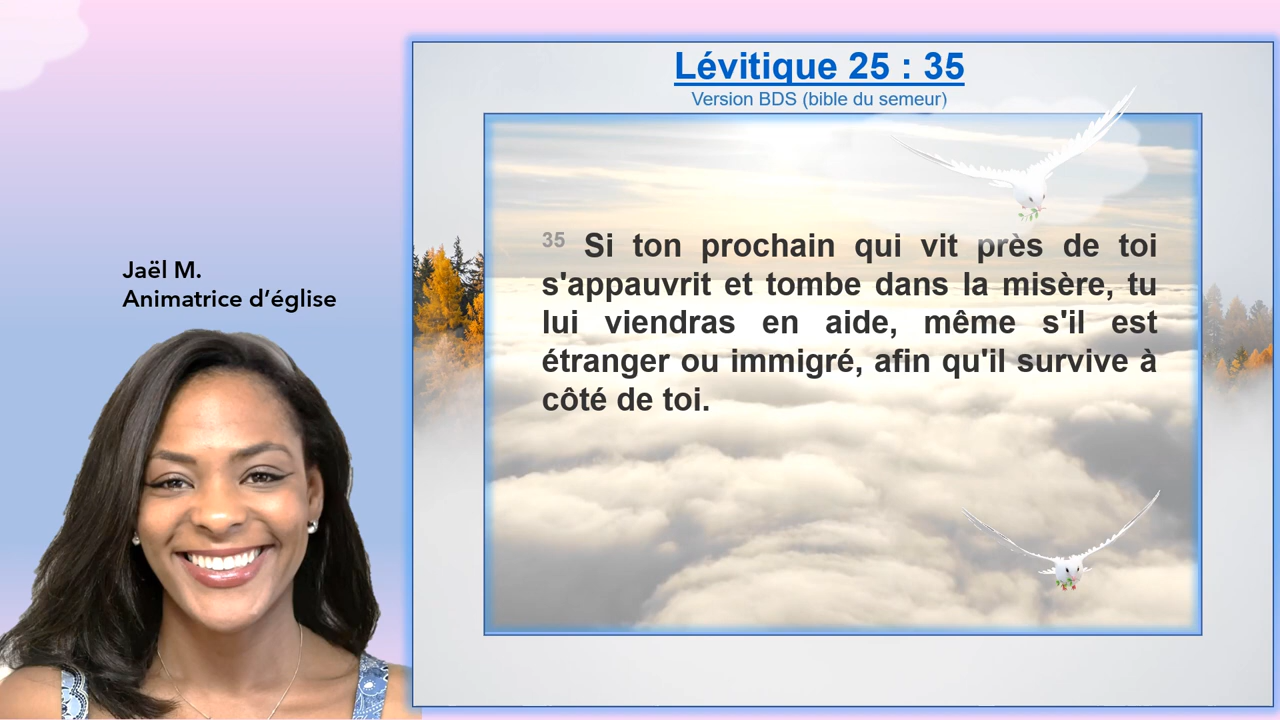 Lévitique 25 : 35
Version BDS (bible du semeur)
35 Si ton prochain qui vit près de toi
s'appauvrit et tombe dans la misère, tu
lui viendras en aide, même s'il est
étranger ou immigré, afin qu'il survive à
côté de toi.
Jaël M.
Animatrice d’église